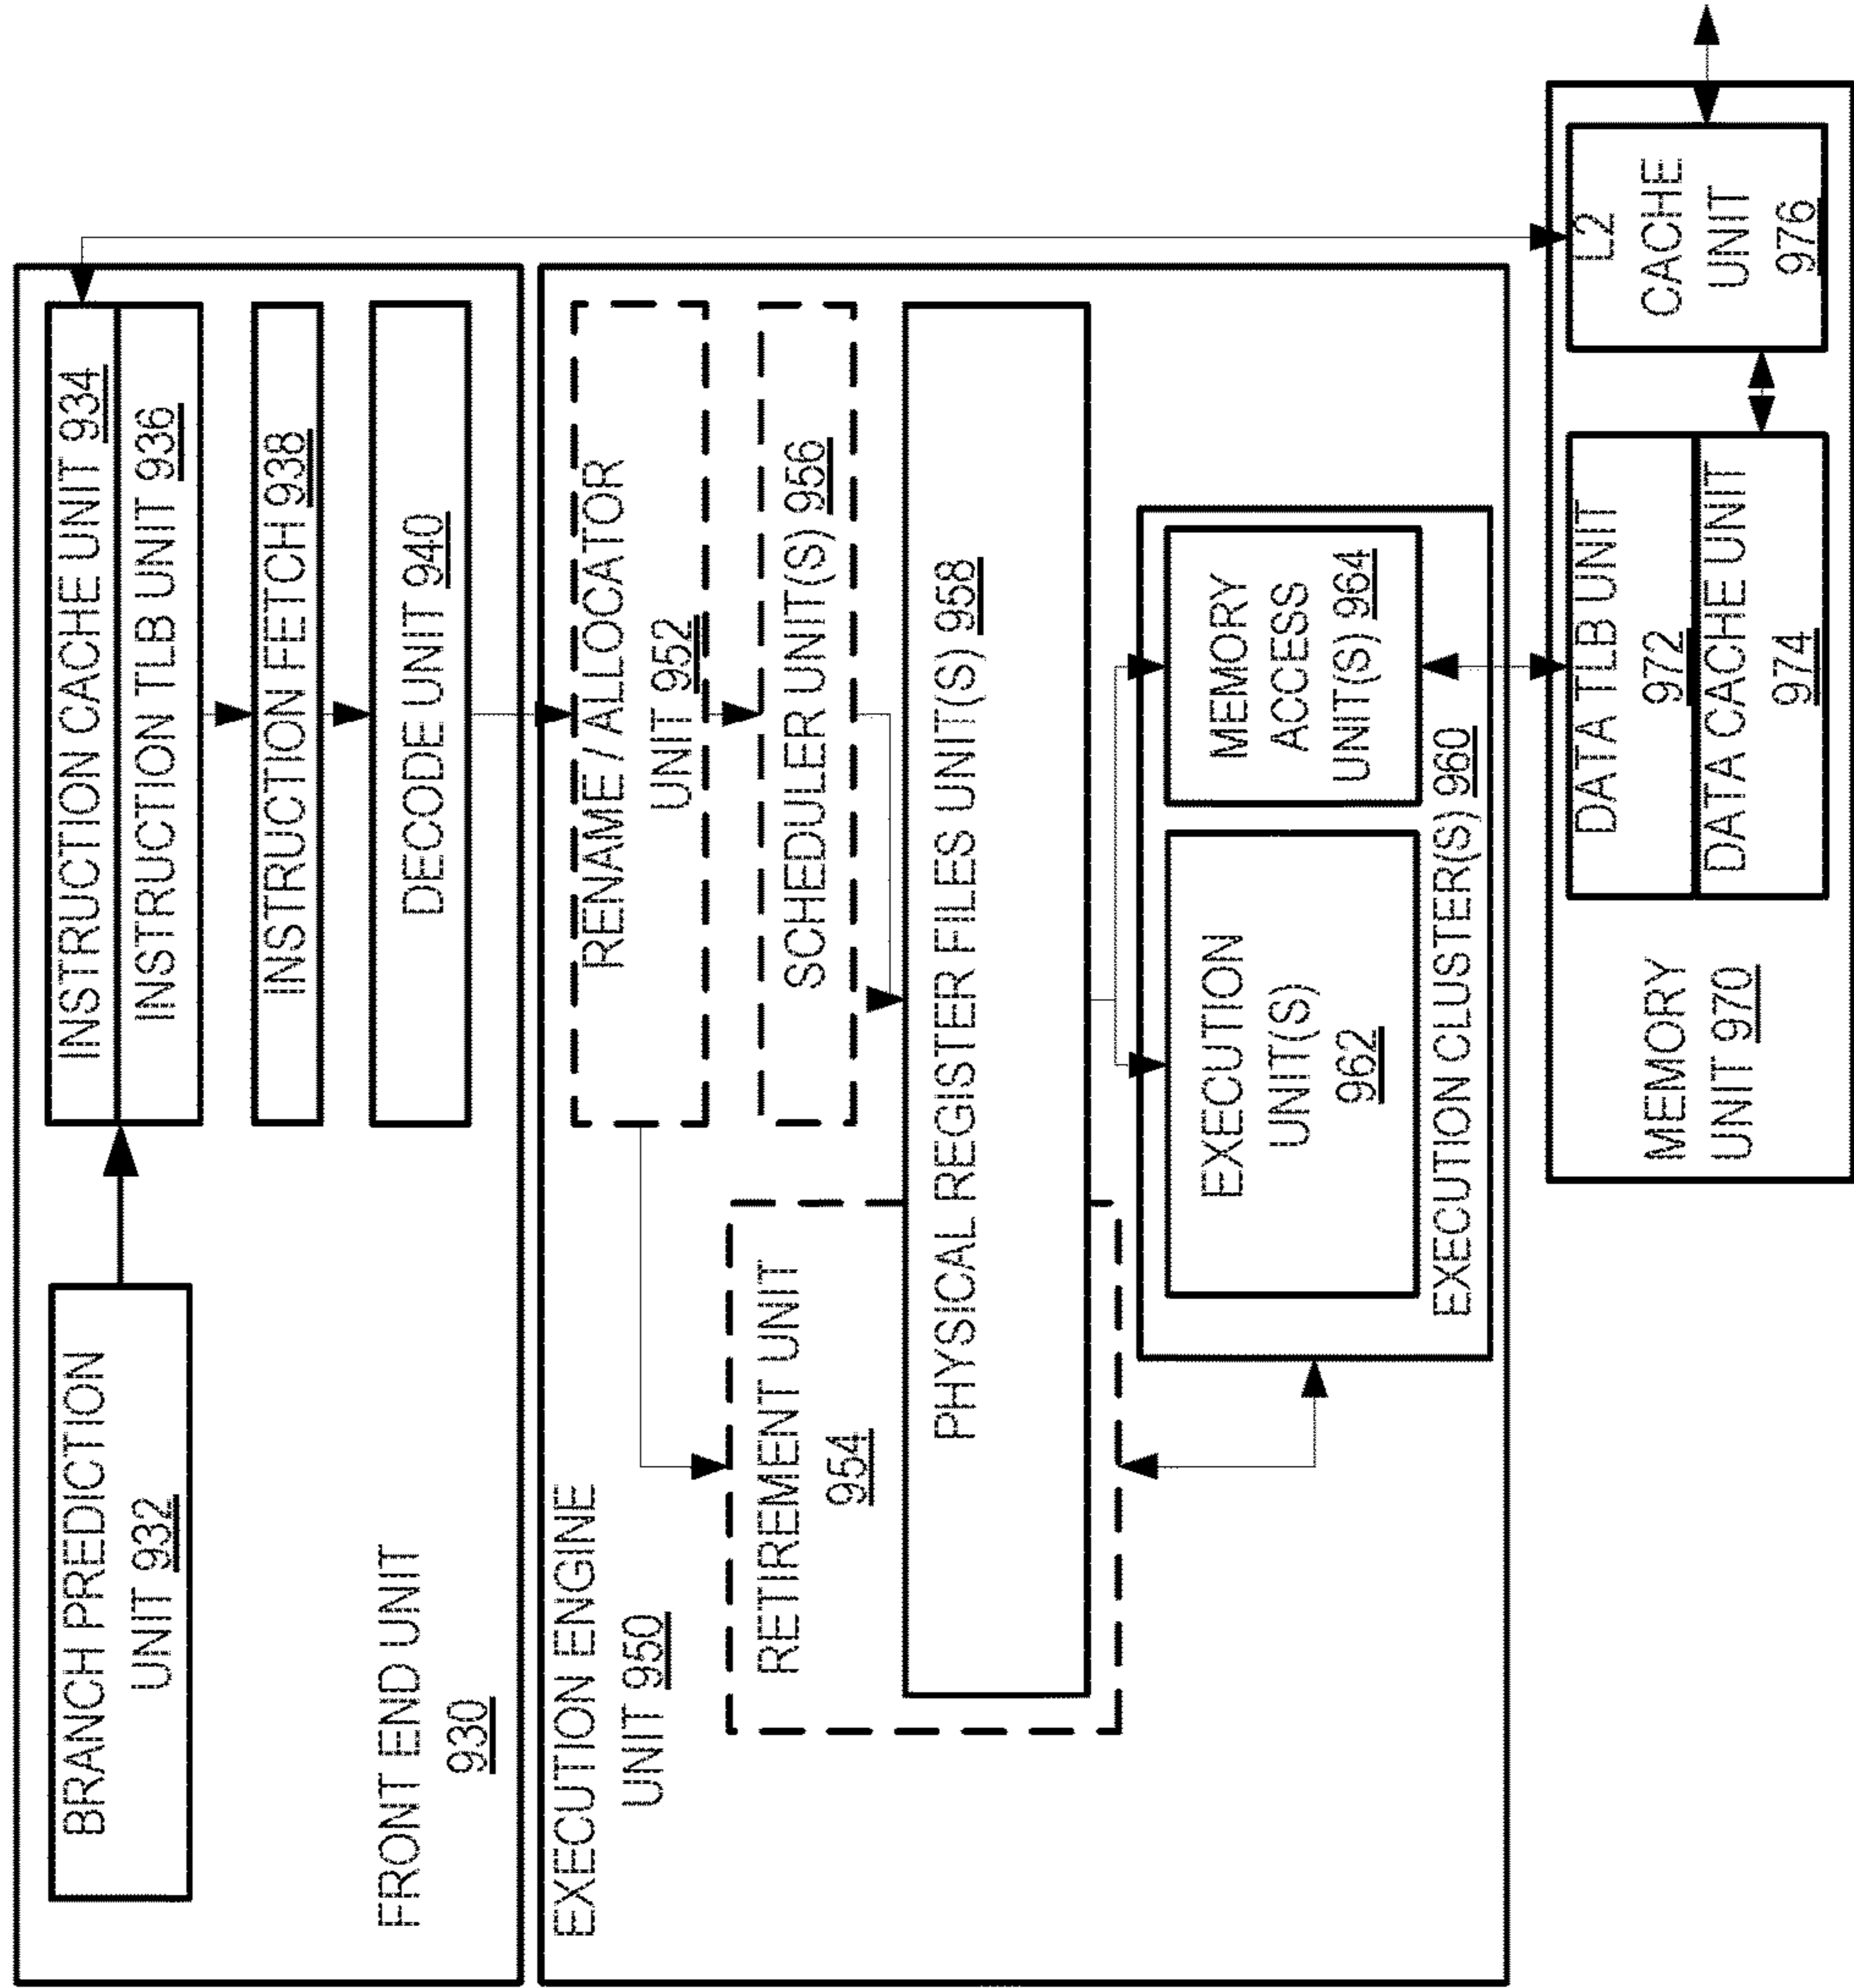 BRANCH PREDICTION
UNIT 932
INSTRUCTION CACHE UNIT 934
INSTRUCTION TLB UNIT 936
INSTRUCTION FETCH 938
DECODE UNIT 940
FRONT END UNIT
930
EXECUTION ENGINE
UNIT 950
RENAME / ALLOCATOR
UNIT 952
RETIREMENT UNIT
954
SCHEDULER UNIT(S) 956
PHYSICAL REGISTER FILES UNIT(S) 958
EXECUTION
UNIT(S)
962
MEMORY
ACCESS
UNIT(S) 964
EXECUTION CLUSTER(S) 960
MEMORY
UNIT 970
DATA TLB UNIT
972
DATA CACHE UNIT
974
L2
CACHE
UNIT
976